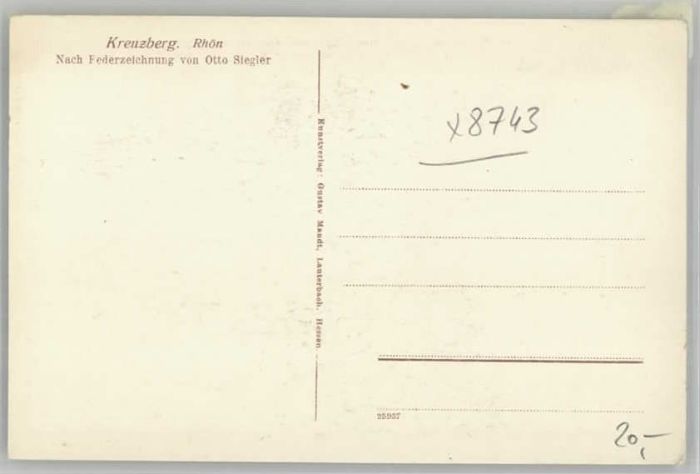 Kreuzberg. Rhön
Nach Federzeichnung von Otto Siegler
Kunstverlag: Gustav Mandt, Lauterbach, Hessen.
x8743
25937
20,-